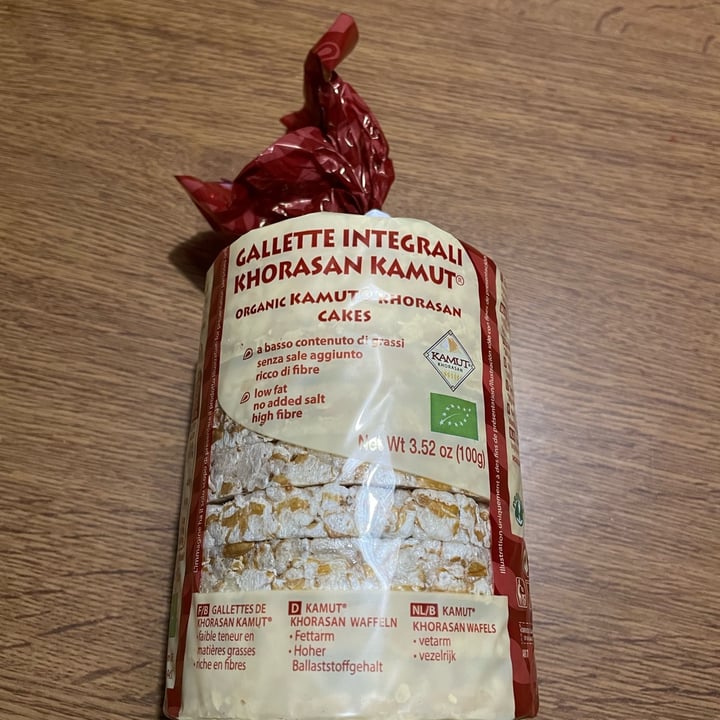 GALLETTE INTEGRALI
KHORASAN KAMUT®
ORGANIC KAMUT® KHORASAN
CAKES
a basso contenuto di grassi
senza sale aggiunto
ricco di fibre
low fat
no added salt
high fibre
KAMUT®
KHORASAN
Net Wt 3.52 oz (100g)
F/B GALLETTES DE
KHORASAN KAMUT®
• faible teneur en
matières grasses
• riche en fibres
D KAMUT®
KHORASAN WAFFELN
• Fettarm
• Hoher
Ballaststoffgehalt
NL/B KAMUT®
KHORASAN WAFELS
• vetarm
• vezelrijk